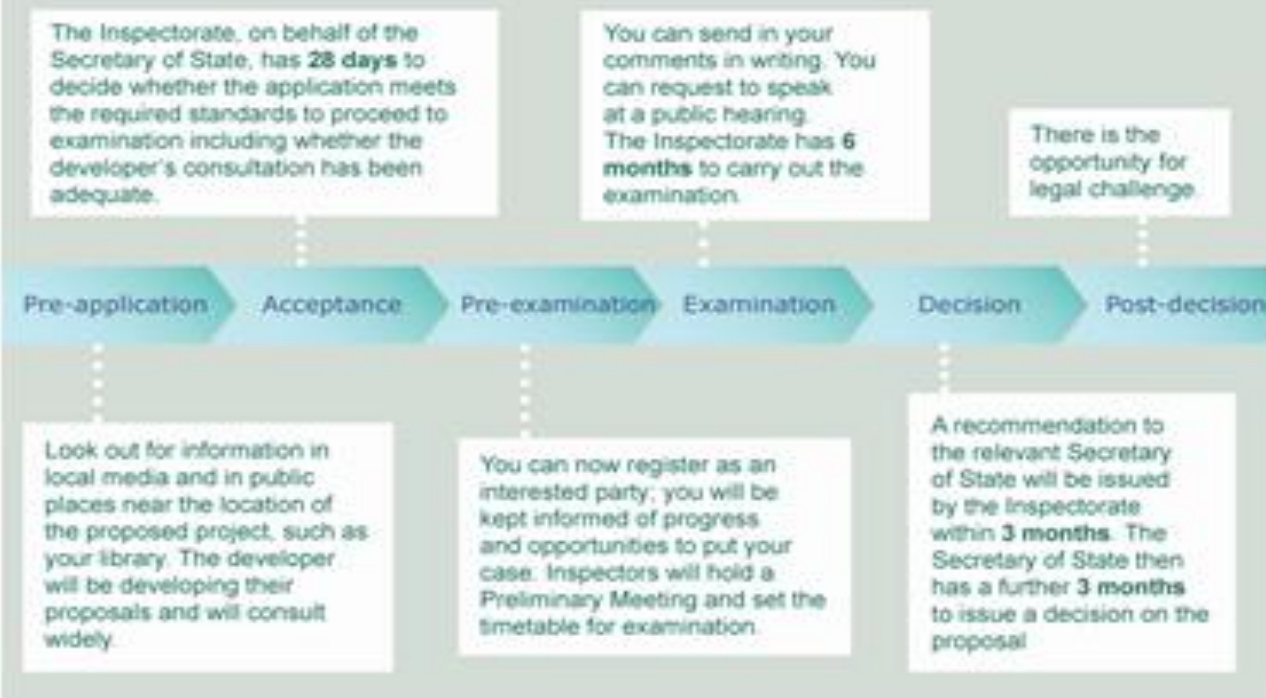 The Inspectorate, on behalf of the
Secretary of State, has 28 days to
decide whether the application meets
the required standards to proceed to
examination including whether the
developer's consultation has been
adequate.
You can send in your
comments in writing. You
can request to speak
at a public hearing.
The Inspectorate has 6
months to carry out the
examination.
There is the
opportunity for
legal challenge
Pre-application
Acceptance
Pre-examination
Examination
Decision
Post-decision
Look out for information in
local media and in public
places near the location of
the proposed project, such as
your library. The developer
will be developing their
proposals and will consult
widely.
You can now register as an
interested party; you will be
kept informed of progress
and opportunities to put your
case. Inspectors will hold a
Preliminary Meeting and set the
timetable for examination.
A recommendation to
the relevant Secretary
of State will be issued
by the Inspectorate
within 3 months. The
Secretary of State then
has a further 3 months
to issue a decision on the
proposal